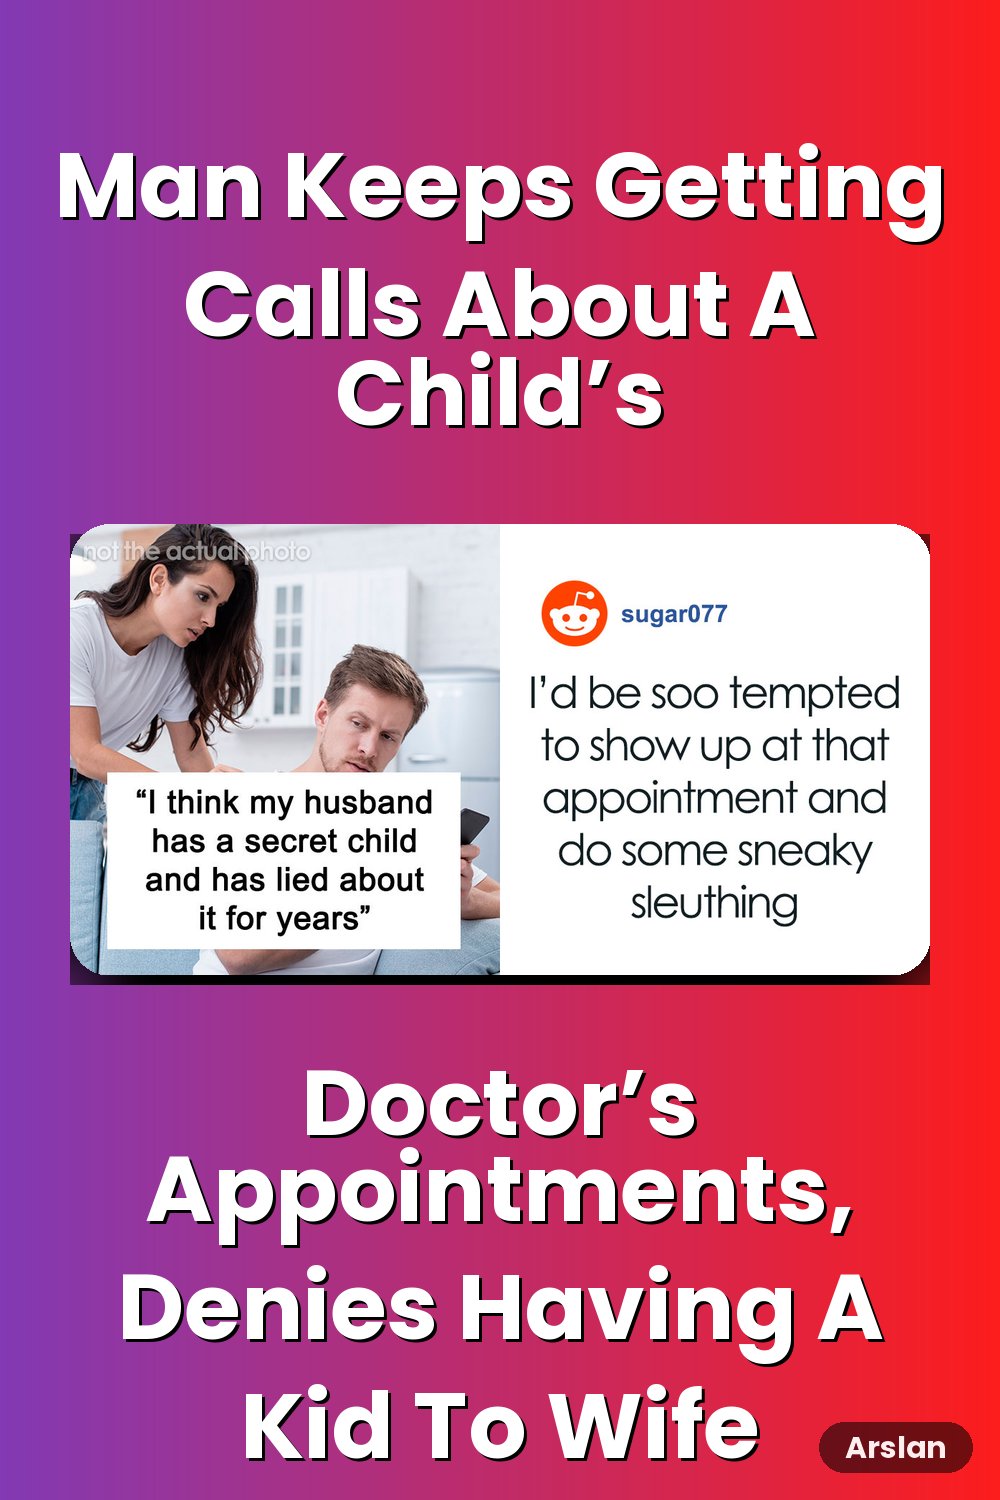 Man Keeps Getting
Calls About A
Child’s
not the actual photo
“I think my husband
has a secret child
and has lied about
it for years”
sugar077
I’d be soo tempted
to show up at that
appointment and
do some sneaky
sleuthing
Doctor’s
Appointments,
Denies Having A
Kid To Wife
Arslan